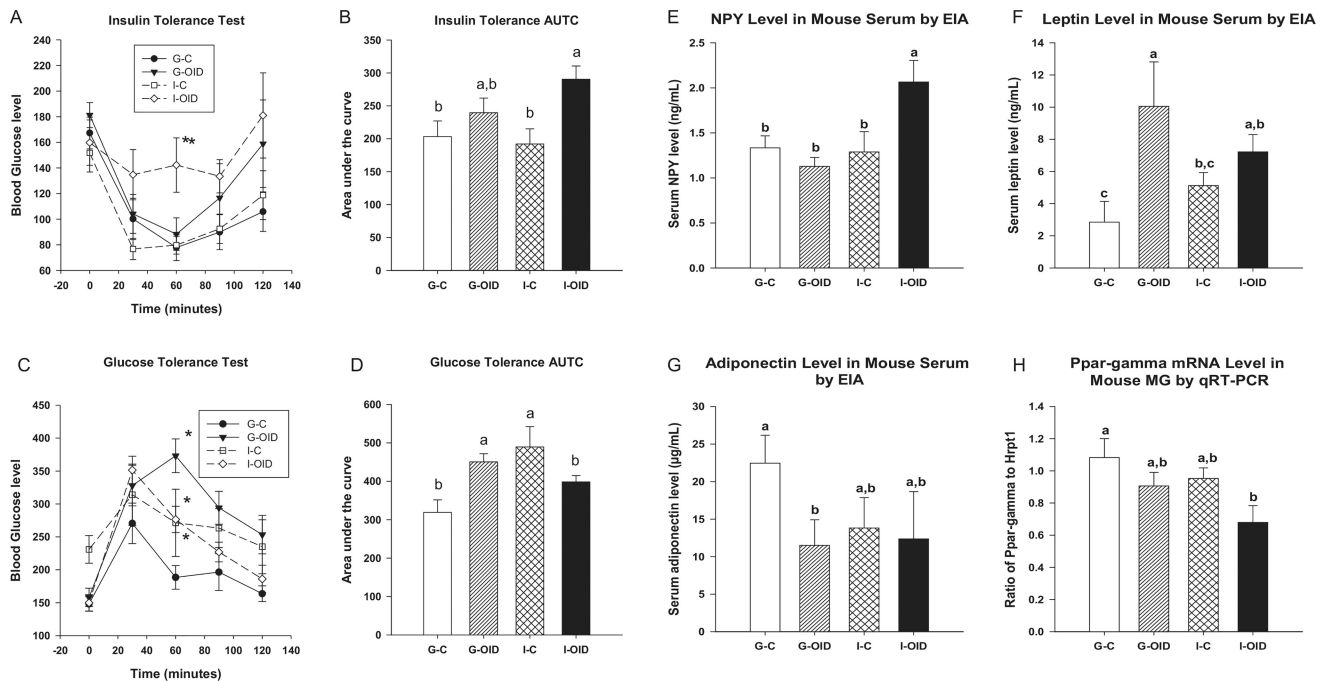 A
Insulin Tolerance Test
Blood Glucose level
240
220
200
180
160
140
120
100
80
60
G-C
G-OID
I-C
I-OID
**
-20 0 20 40 60 80 100 120 140
Time (minutes)
B
Insulin Tolerance AUTC
Area under the curve
350
300
250
200
150
100
50
0
b
a,b
b
a
G-C G-OID I-C I-OID
E
NPY Level in Mouse Serum by EIA
Serum NPY level (ng/mL)
2.5
2.0
1.5
1.0
0.5
0.0
b
b
b
a
G-C G-OID I-C I-OID
F
Leptin Level in Mouse Serum by EIA
Serum leptin level (ng/mL)
14
12
10
8
6
4
2
0
c
a
b,c
a,b
G-C G-OID I-C I-OID
C
Glucose Tolerance Test
Blood Glucose level
450
400
350
300
250
200
150
100
G-C
G-OID
I-C
I-OID
*
*
*
-20 0 20 40 60 80 100 120 140
Time (minutes)
D
Glucose Tolerance AUTC
Area under the curve
600
500
400
300
200
100
0
b
a
a
b
G-C G-OID I-C I-OID
G
Adiponectin Level in Mouse Serum
by EIA
Serum adiponectin level (µg/mL)
30
25
20
15
10
5
0
a
b
a,b
a,b
G-C G-OID I-C I-OID
H
Ppar-gamma mRNA Level in
Mouse MG by qRT-PCR
Ratio of Ppar-gamma to Hrpt1
1.4
1.2
1.0
0.8
0.6
0.4
0.2
0.0
a
a,b
a,b
b
G-C G-OID I-C I-OID